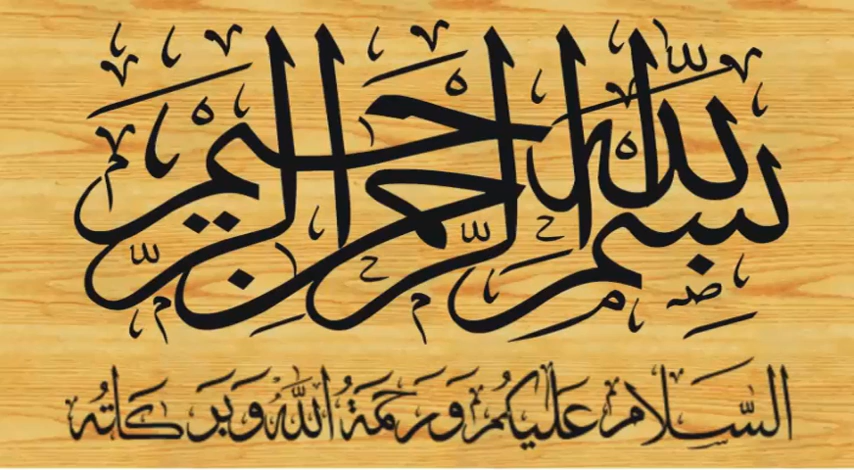 بسم الله الرحمن الرحيم
السلام عليكم ورحمة الله وبركاته